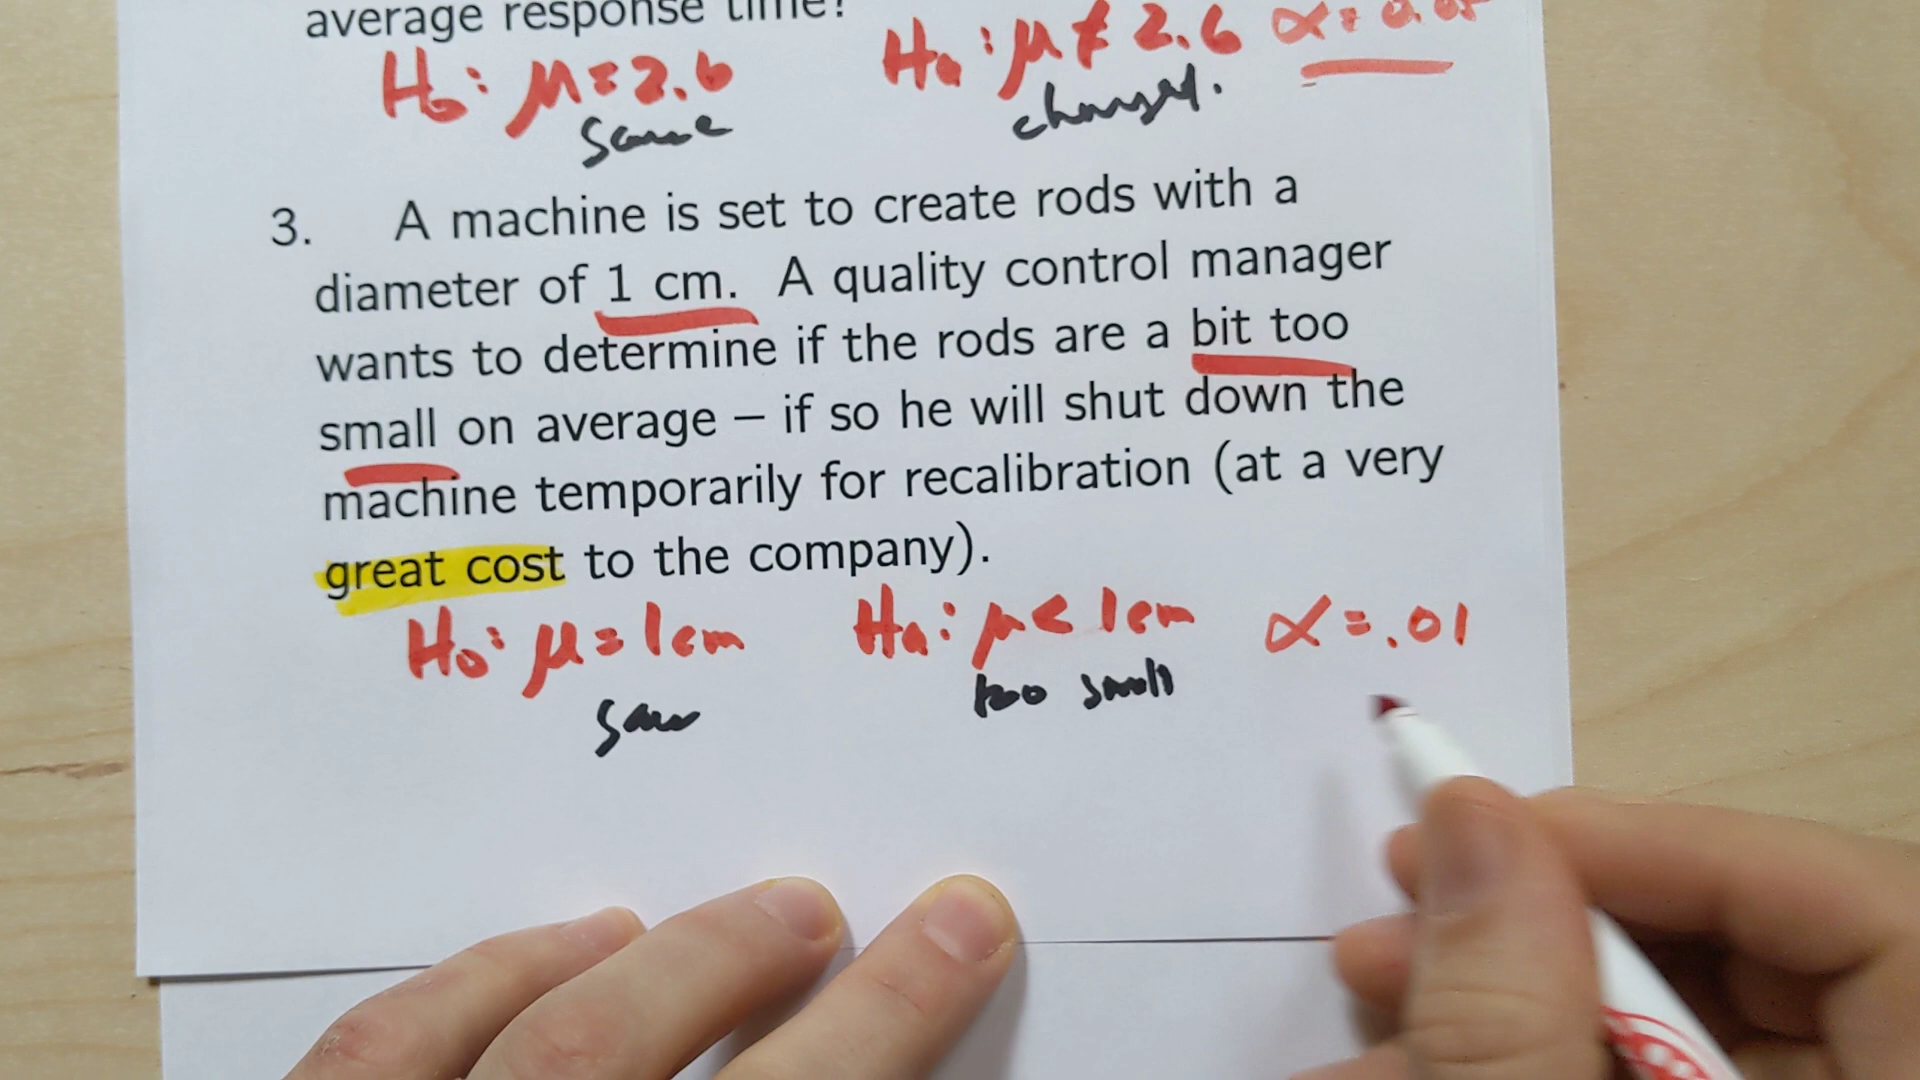 average response time?
H₀: μ = 2.6 Hₐ: μ ≠ 2.6 α = 0.05
same changed.
3. A machine is set to create rods with a
diameter of 1 cm. A quality control manager
wants to determine if the rods are a bit too
small on average – if so he will shut down the
machine temporarily for recalibration (at a very
great cost to the company).
H₀: μ = 1cm Hₐ: μ < 1cm α = .01
same too small